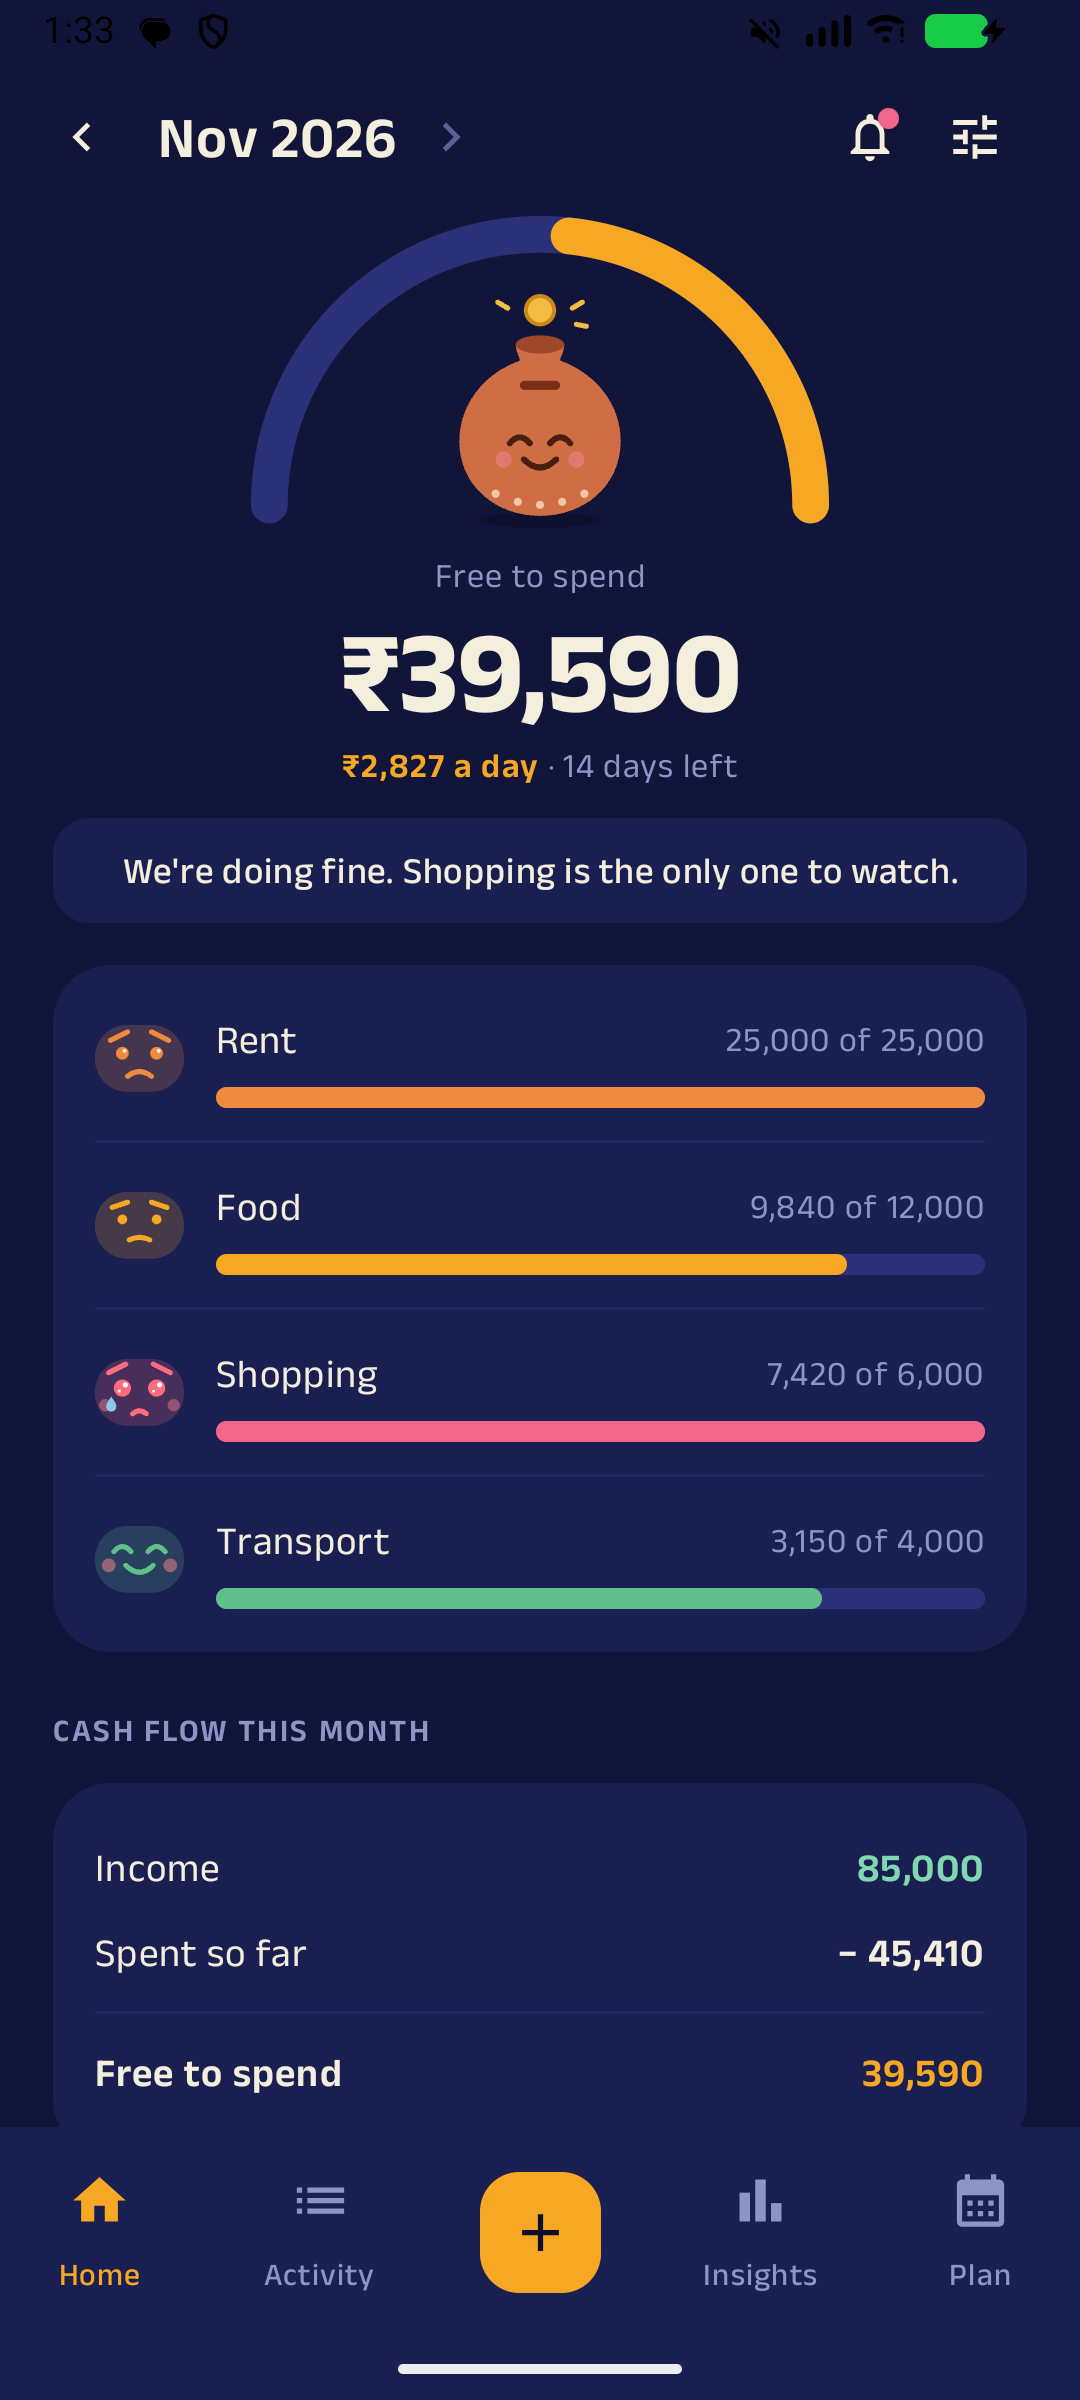 1:33
Nov 2026
Free to spend
₹39,590
₹2,827 a day · 14 days left
We're doing fine. Shopping is the only one to watch.
Rent 25,000 of 25,000
Food 9,840 of 12,000
Shopping 7,420 of 6,000
Transport 3,150 of 4,000
CASH FLOW THIS MONTH
Income 85,000
Spent so far − 45,410
Free to spend 39,590
Home Activity + Insights Plan